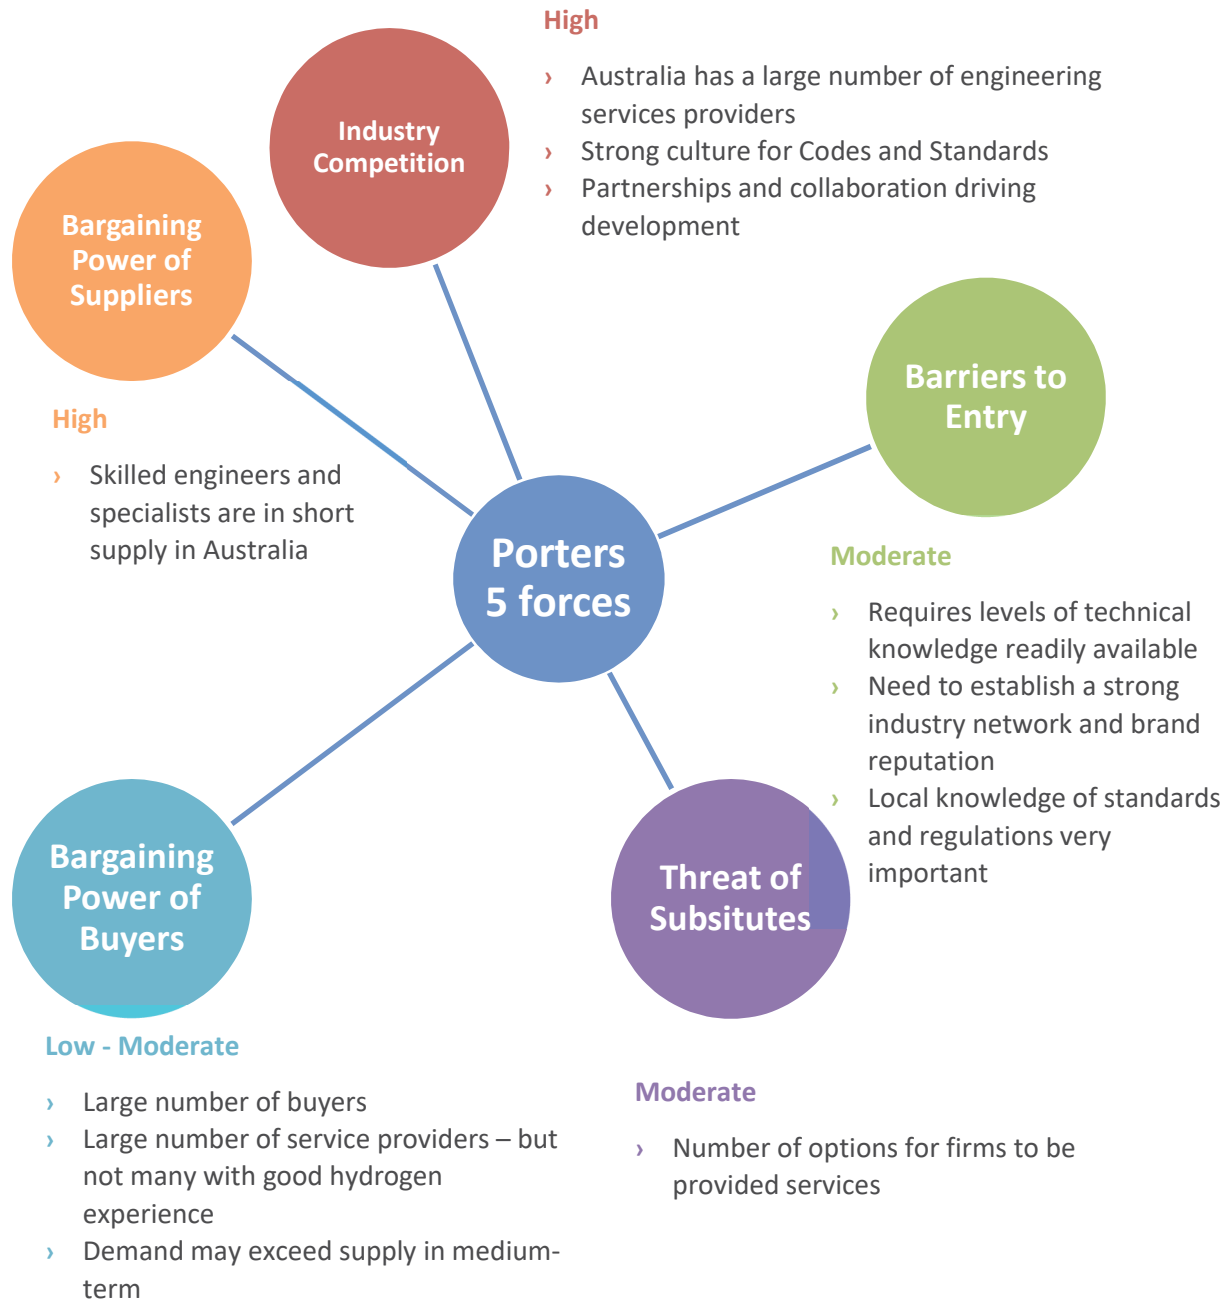 High
› Australia has a large number of engineering
services providers
› Strong culture for Codes and Standards
› Partnerships and collaboration driving
development
Industry
Competition
Bargaining
Power of
Suppliers
High
› Skilled engineers and
specialists are in short
supply in Australia
Barriers to
Entry
Moderate
› Requires levels of technical
knowledge readily available
› Need to establish a strong
industry network and brand
reputation
› Local knowledge of standards
and regulations very
important
Porters
5 forces
Bargaining
Power of
Buyers
Low - Moderate
› Large number of buyers
› Large number of service providers – but
not many with good hydrogen
experience
› Demand may exceed supply in medium-
term
Threat of
Subsitutes
Moderate
› Number of options for firms to be
provided services